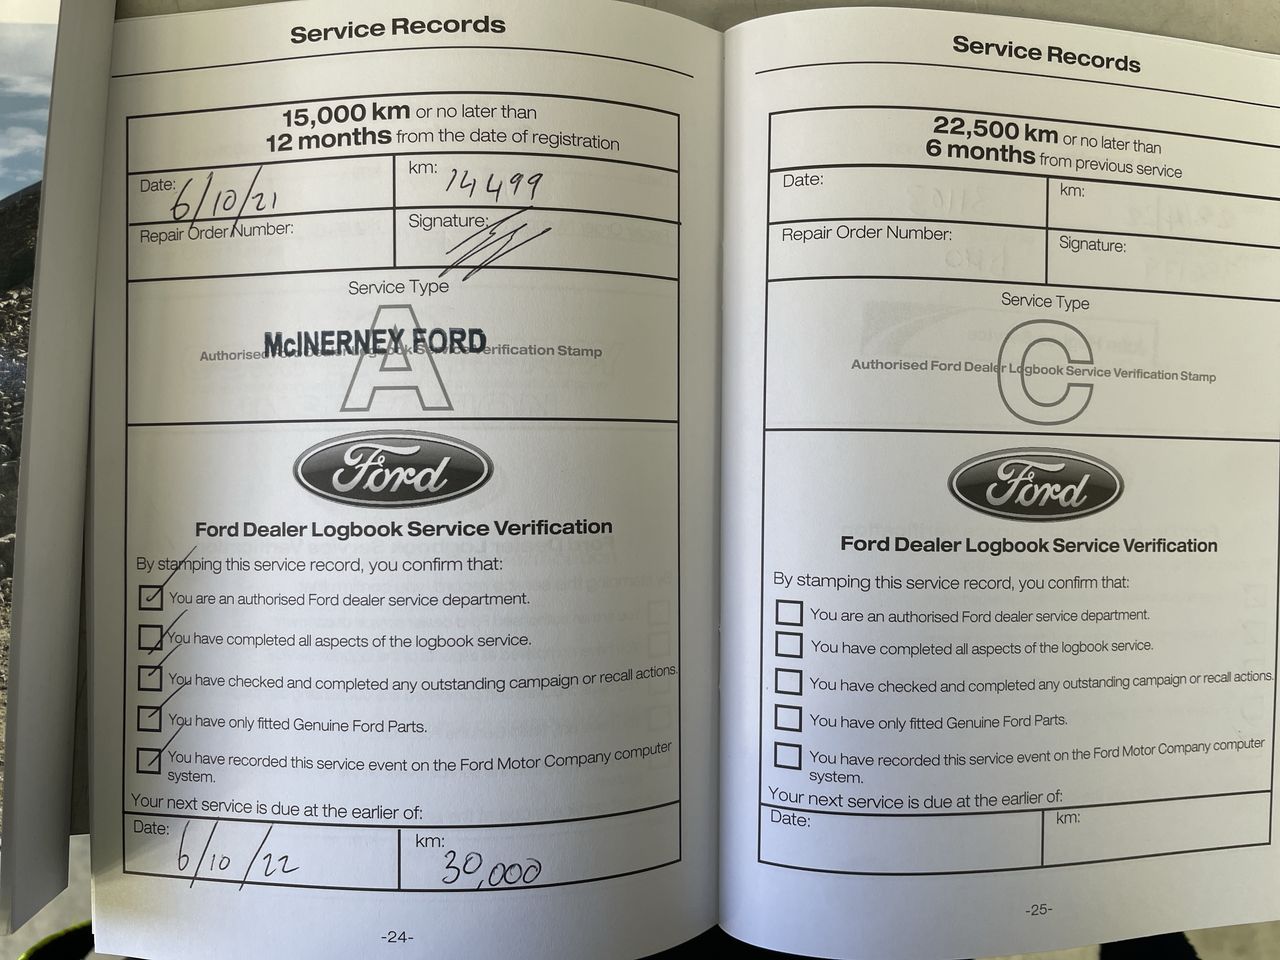 Service Records
15,000 km or no later than
12 months from the date of registration
Date: 6/10/21
km: 14499
Repair Order Number:
Signature:
Service Type
A
McINERNEY FORD
Authorised Ford Dealer Logbook Service Verification Stamp
Ford
Ford Dealer Logbook Service Verification
By stamping this service record, you confirm that:
You are an authorised Ford dealer service department.
You have completed all aspects of the logbook service.
You have checked and completed any outstanding campaign or recall actions.
You have only fitted Genuine Ford Parts.
You have recorded this service event on the Ford Motor Company computer
system.
Your next service is due at the earlier of:
Date: 6/10/22
km: 30,000
-24-
Service Records
22,500 km or no later than
6 months from previous service
Date:
km:
Repair Order Number:
Signature:
Service Type
C
Authorised Ford Dealer Logbook Service Verification Stamp
Ford
Ford Dealer Logbook Service Verification
By stamping this service record, you confirm that:
You are an authorised Ford dealer service department.
You have completed all aspects of the logbook service.
You have checked and completed any outstanding campaign or recall actions.
You have only fitted Genuine Ford Parts.
You have recorded this service event on the Ford Motor Company computer
system.
Your next service is due at the earlier of:
Date:
km:
-25-